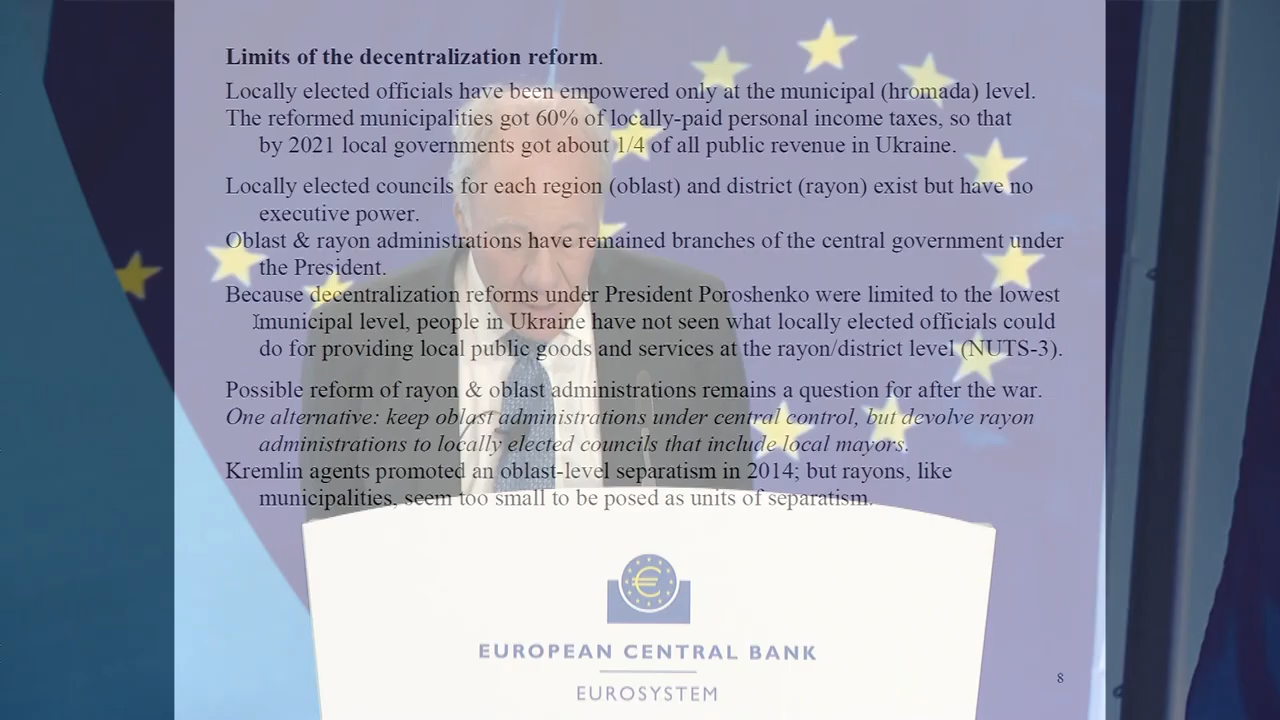 Limits of the decentralization reform.
Locally elected officials have been empowered only at the municipal (hromada) level.
The reformed municipalities got 60% of locally-paid personal income taxes, so that
by 2021 local governments got about 1/4 of all public revenue in Ukraine.
Locally elected councils for each region (oblast) and district (rayon) exist but have no
executive power.
Oblast & rayon administrations have remained branches of the central government under
the President.
Because decentralization reforms under President Poroshenko were limited to the lowest
municipal level, people in Ukraine have not seen what locally elected officials could
do for providing local public goods and services at the rayon/district level (NUTS-3).
Possible reform of rayon & oblast administrations remains a question for after the war.
One alternative: keep oblast administrations under central control, but devolve rayon
administrations to locally elected councils that include local mayors.
Kremlin agents promoted an oblast-level separatism in 2014; but rayons, like
municipalities, seem too small to be posed as units of separatism.
€
EUROPEAN CENTRAL BANK
EUROSYSTEM
8